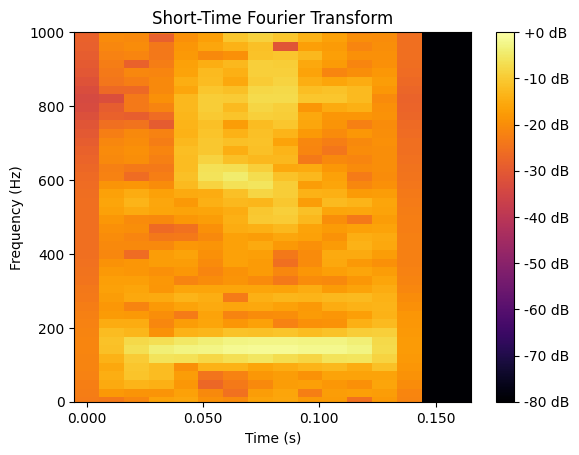 Short-Time Fourier Transform
1000
800
600
400
200
0
Frequency (Hz)
0.000
0.050
0.100
0.150
Time (s)
+0 dB
-10 dB
-20 dB
-30 dB
-40 dB
-50 dB
-60 dB
-70 dB
-80 dB